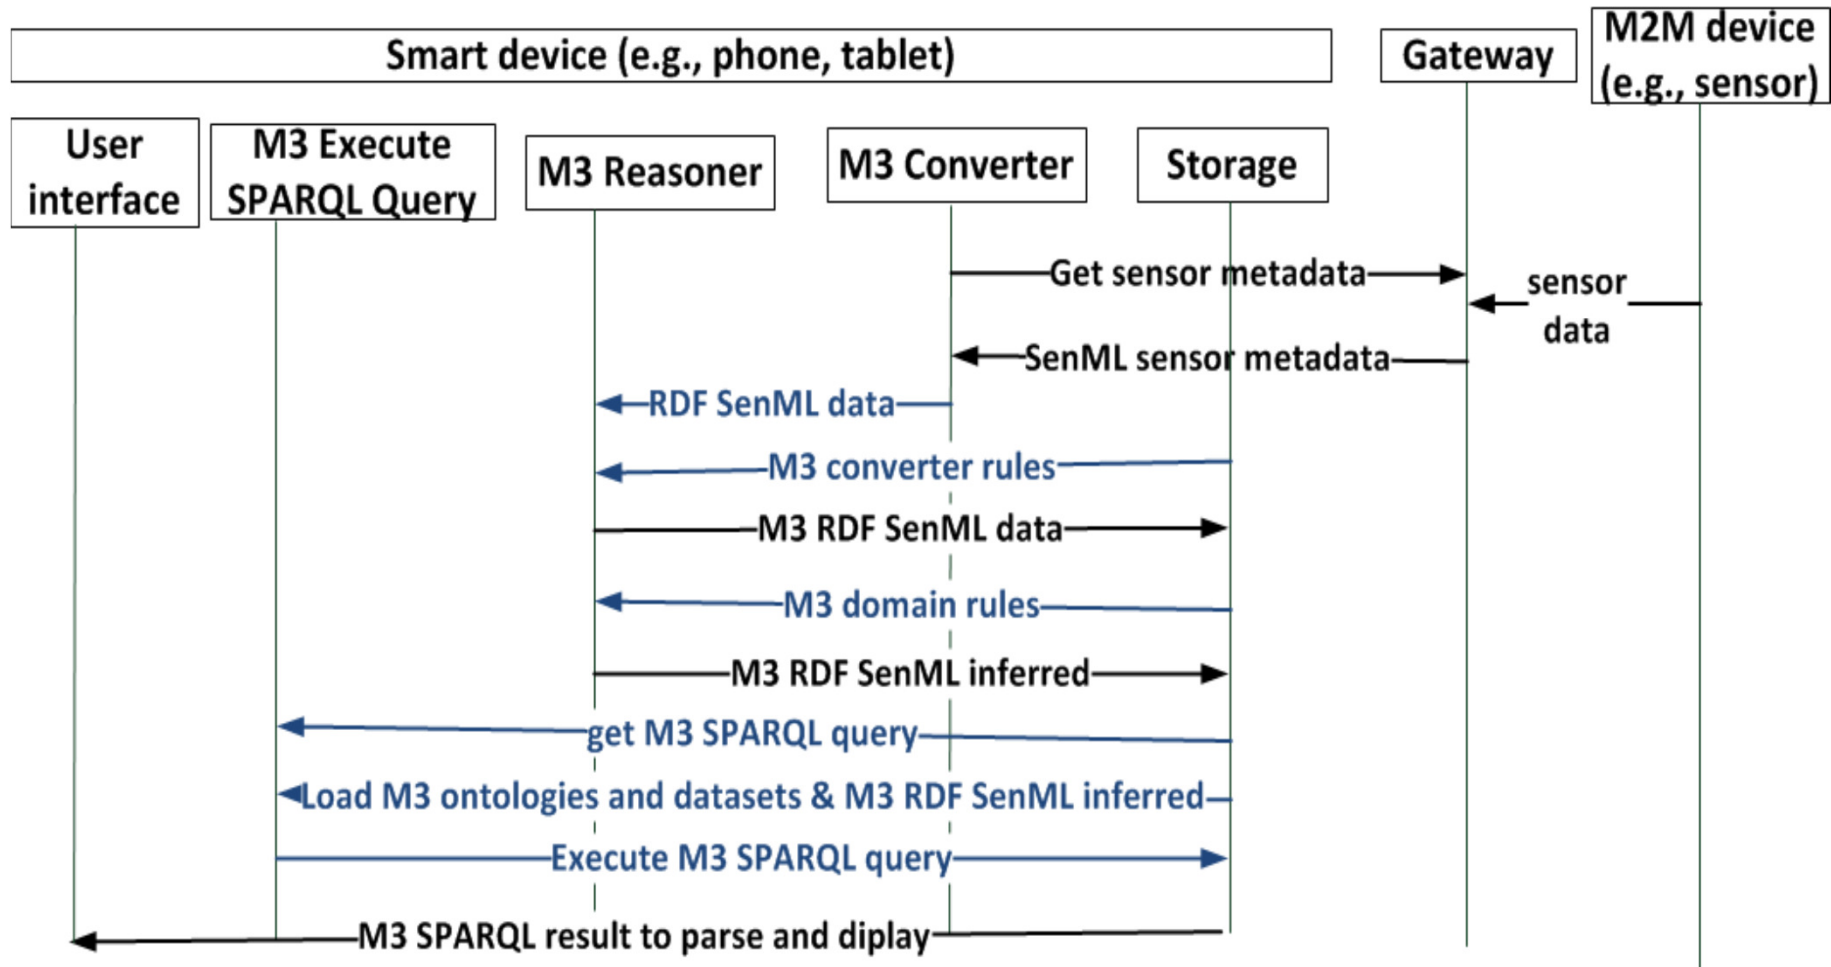 Smart device (e.g., phone, tablet)
Gateway
M2M device
(e.g., sensor)
User
interface
M3 Execute
SPARQL Query
M3 Reasoner
M3 Converter
Storage
Get sensor metadata
sensor
data
SenML sensor metadata
RDF SenML data
M3 converter rules
M3 RDF SenML data
M3 domain rules
M3 RDF SenML inferred
get M3 SPARQL query
Load M3 ontologies and datasets & M3 RDF SenML inferred
Execute M3 SPARQL query
M3 SPARQL result to parse and diplay